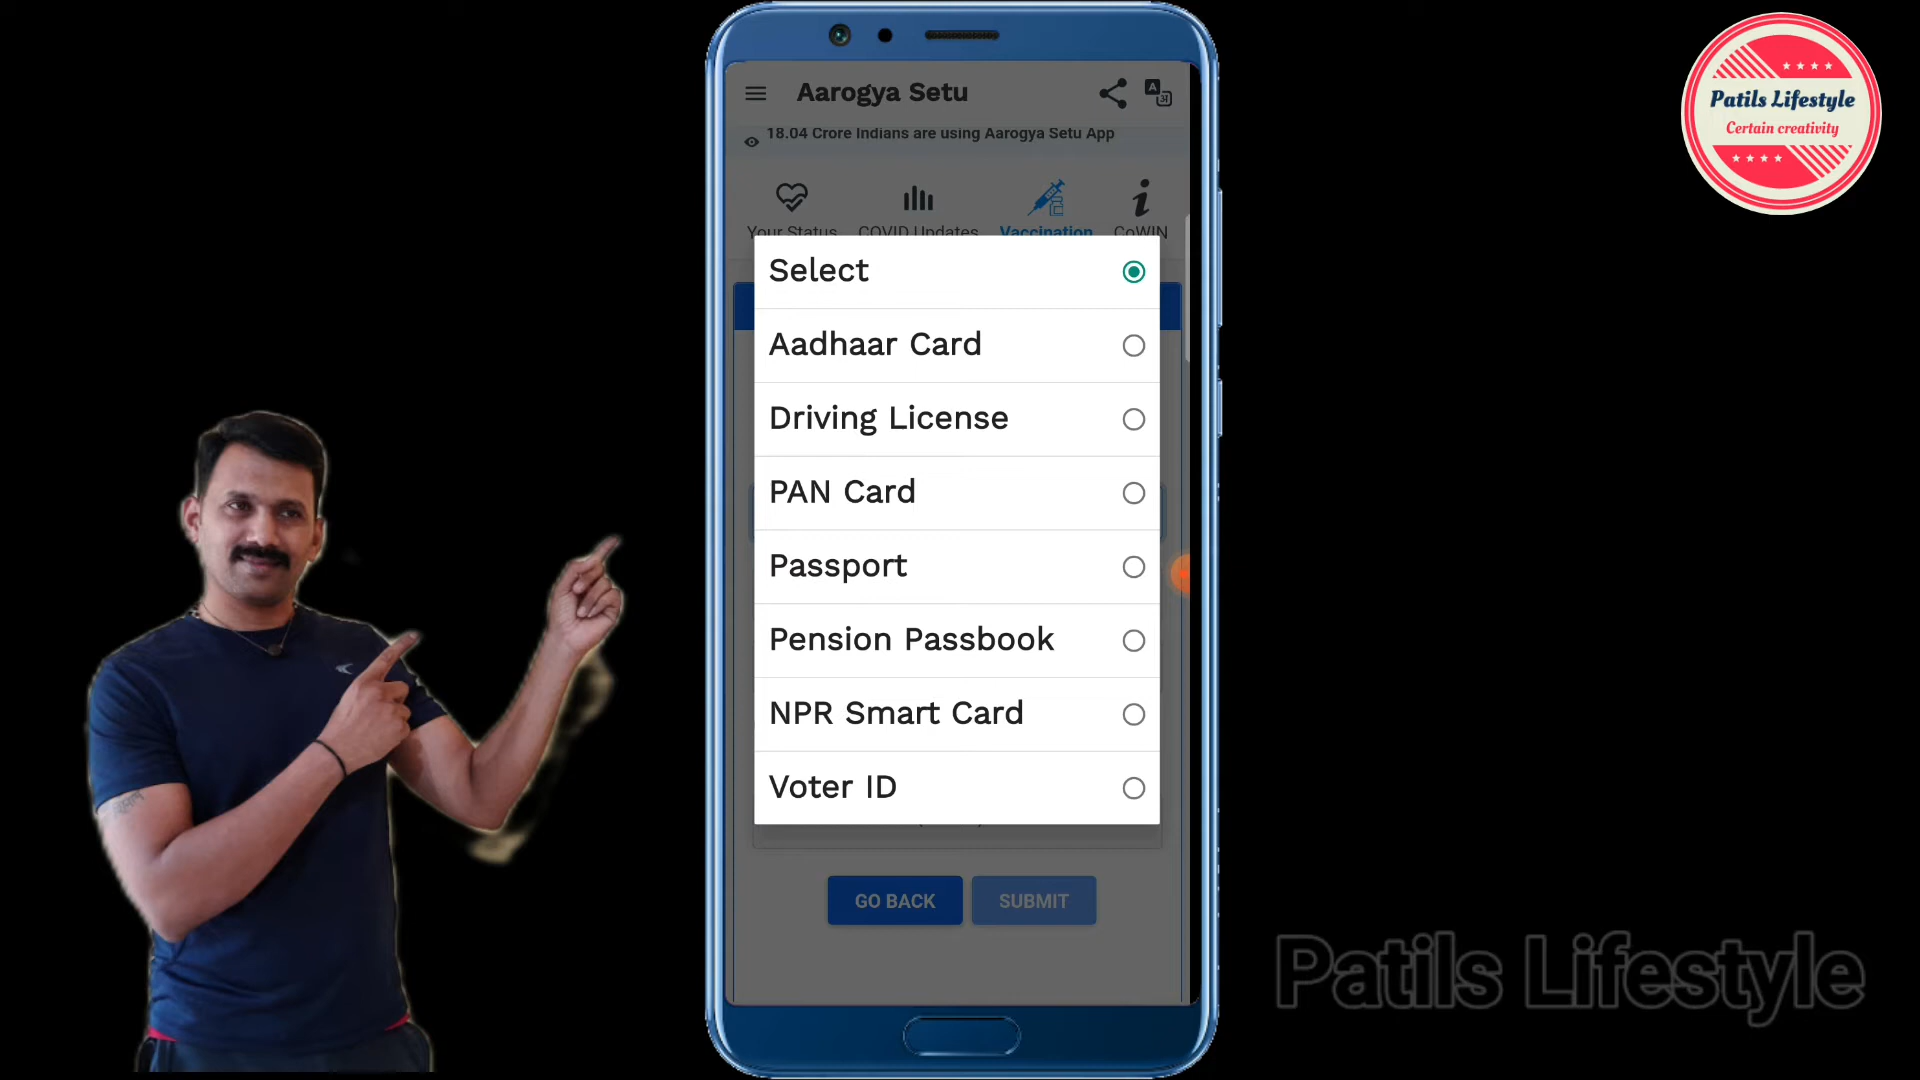 Aarogya Setu
18.04 Crore Indians are using Aarogya Setu App
Your Status COVID Updates Vaccination CoWIN
Select
Aadhaar Card
Driving License
PAN Card
Passport
Pension Passbook
NPR Smart Card
Voter ID
GO BACK SUBMIT
Patils Lifestyle
Certain creativity
Patils Lifestyle